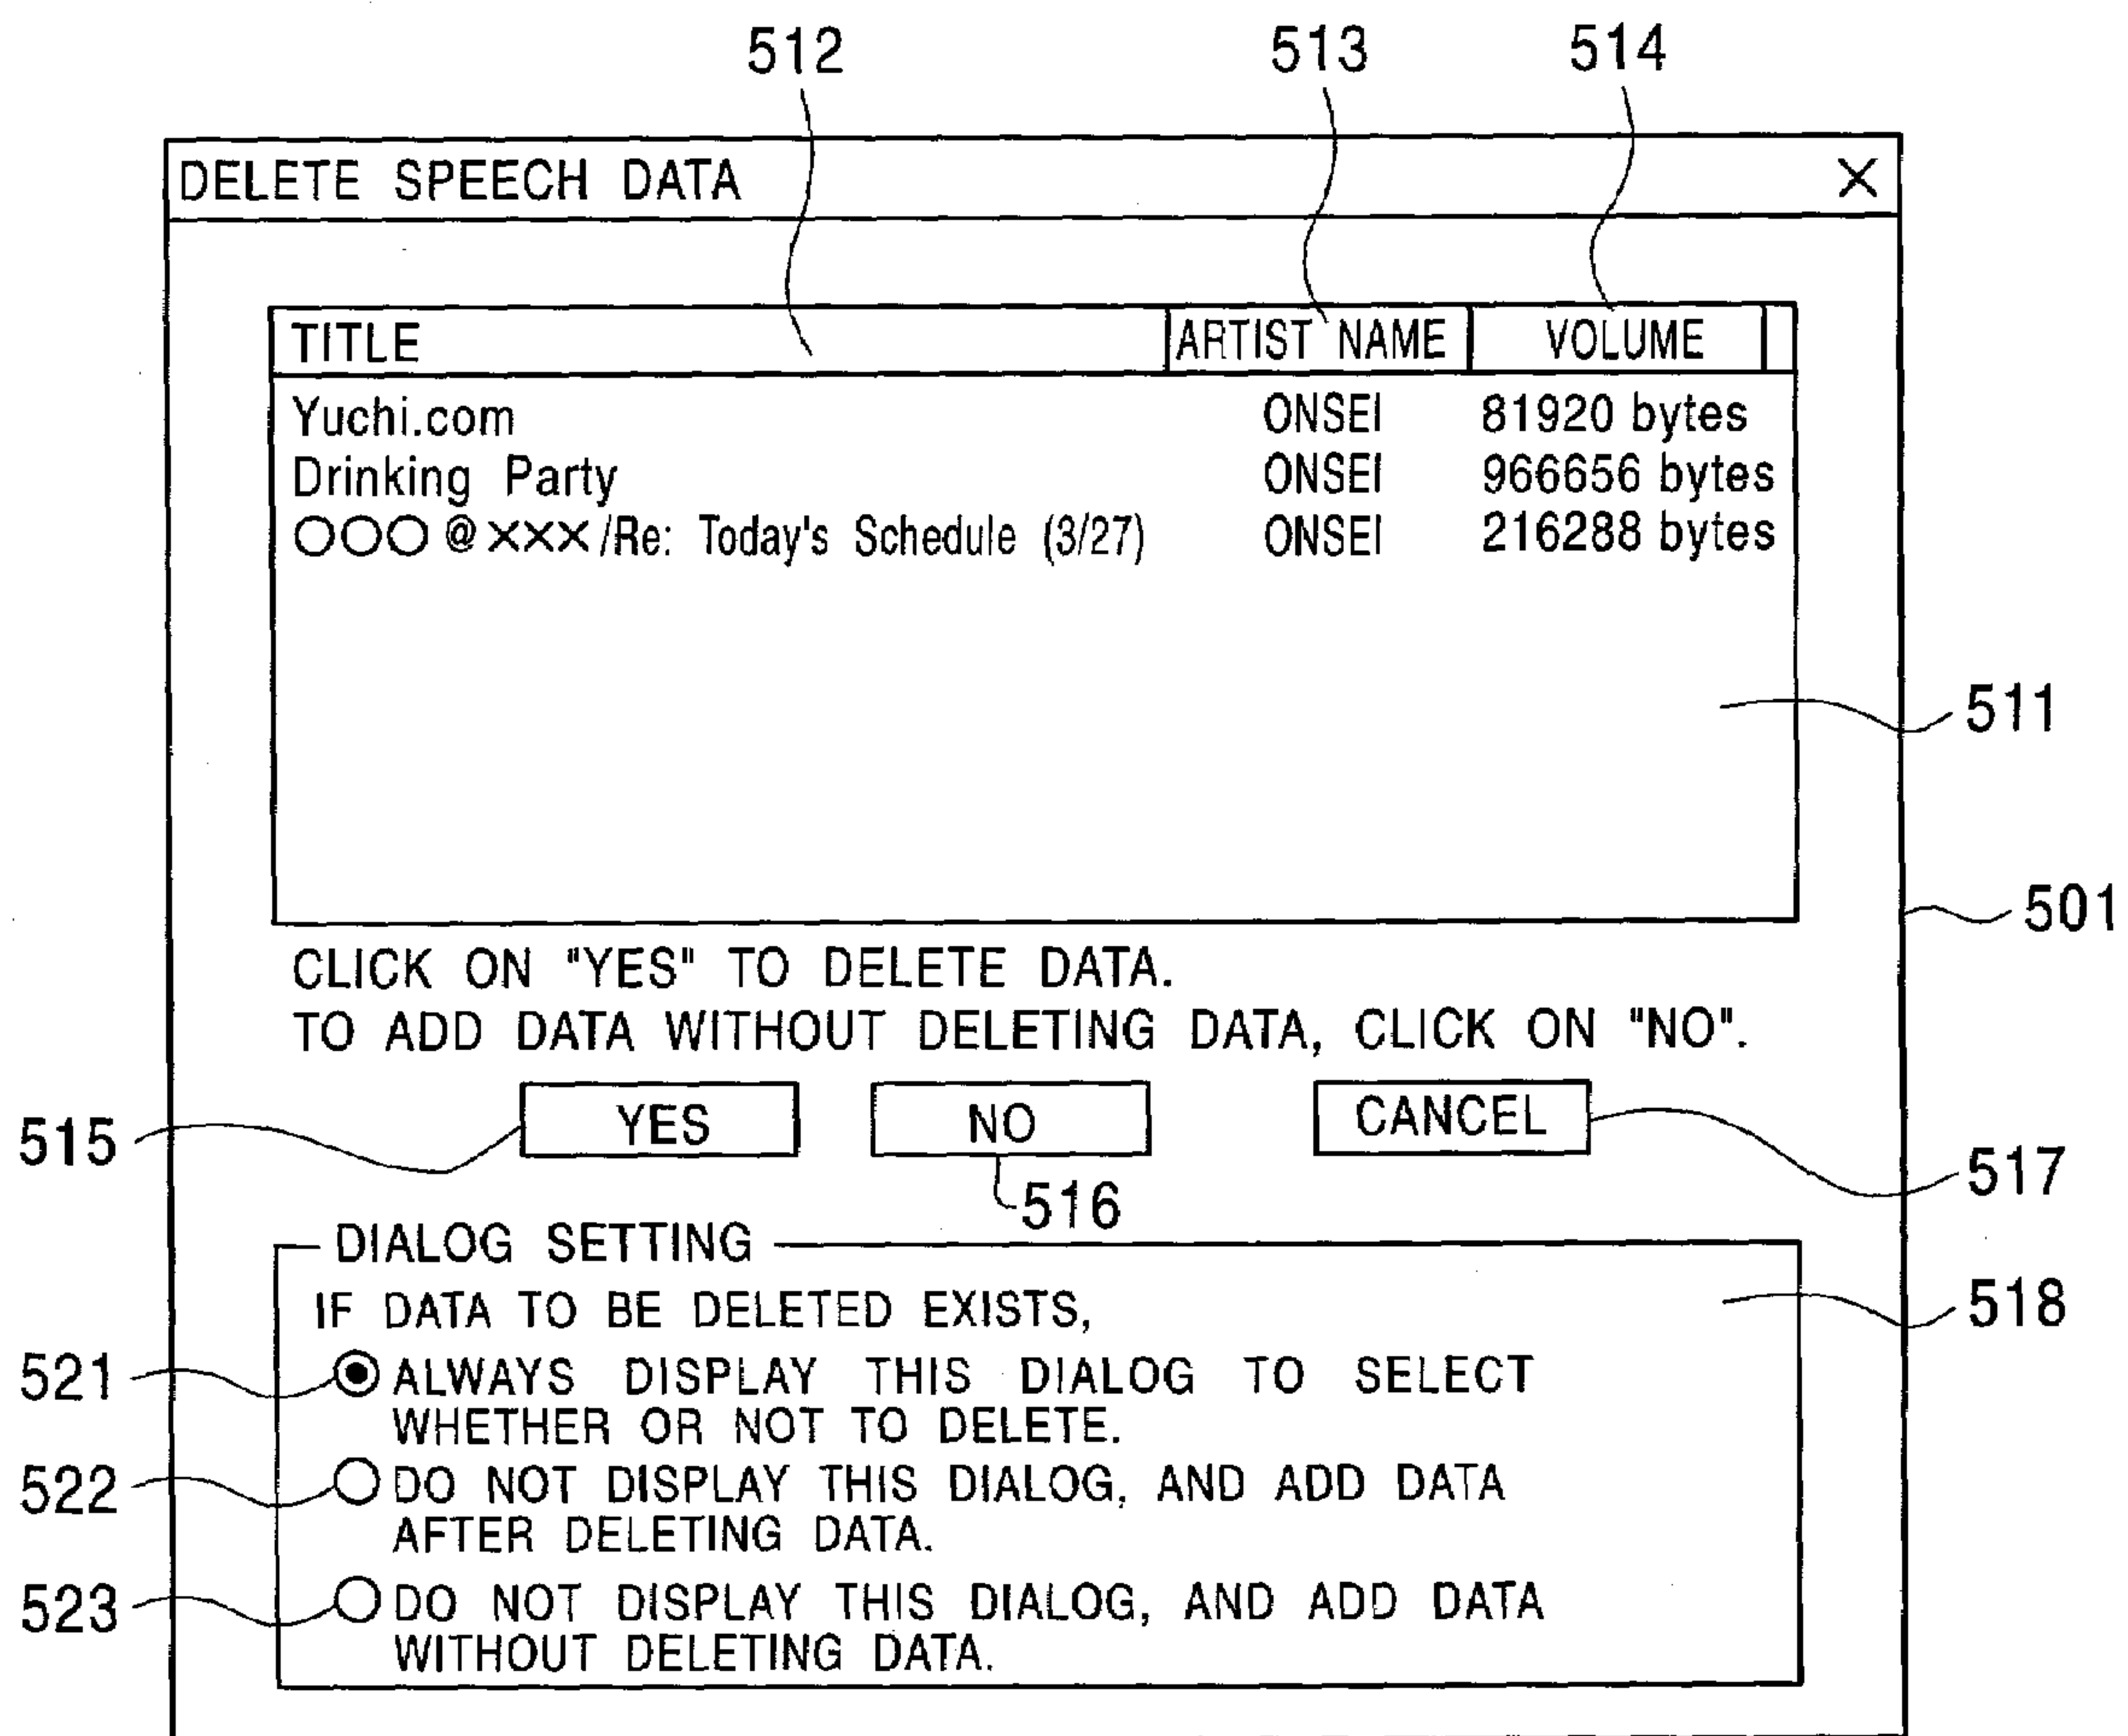 512 513 514
DELETE SPEECH DATA ×
TITLE ARTIST NAME VOLUME
Yuchi.com ONSEI 81920 bytes
Drinking Party ONSEI 966656 bytes
○○○@×××/Re: Today's Schedule (3/27) ONSEI 216288 bytes
511
501
CLICK ON "YES" TO DELETE DATA.
TO ADD DATA WITHOUT DELETING DATA, CLICK ON "NO".
515 YES NO CANCEL
516 517
DIALOG SETTING
IF DATA TO BE DELETED EXISTS, 518
521 ALWAYS DISPLAY THIS DIALOG TO SELECT
WHETHER OR NOT TO DELETE.
522 DO NOT DISPLAY THIS DIALOG, AND ADD DATA
AFTER DELETING DATA.
523 DO NOT DISPLAY THIS DIALOG, AND ADD DATA
WITHOUT DELETING DATA.